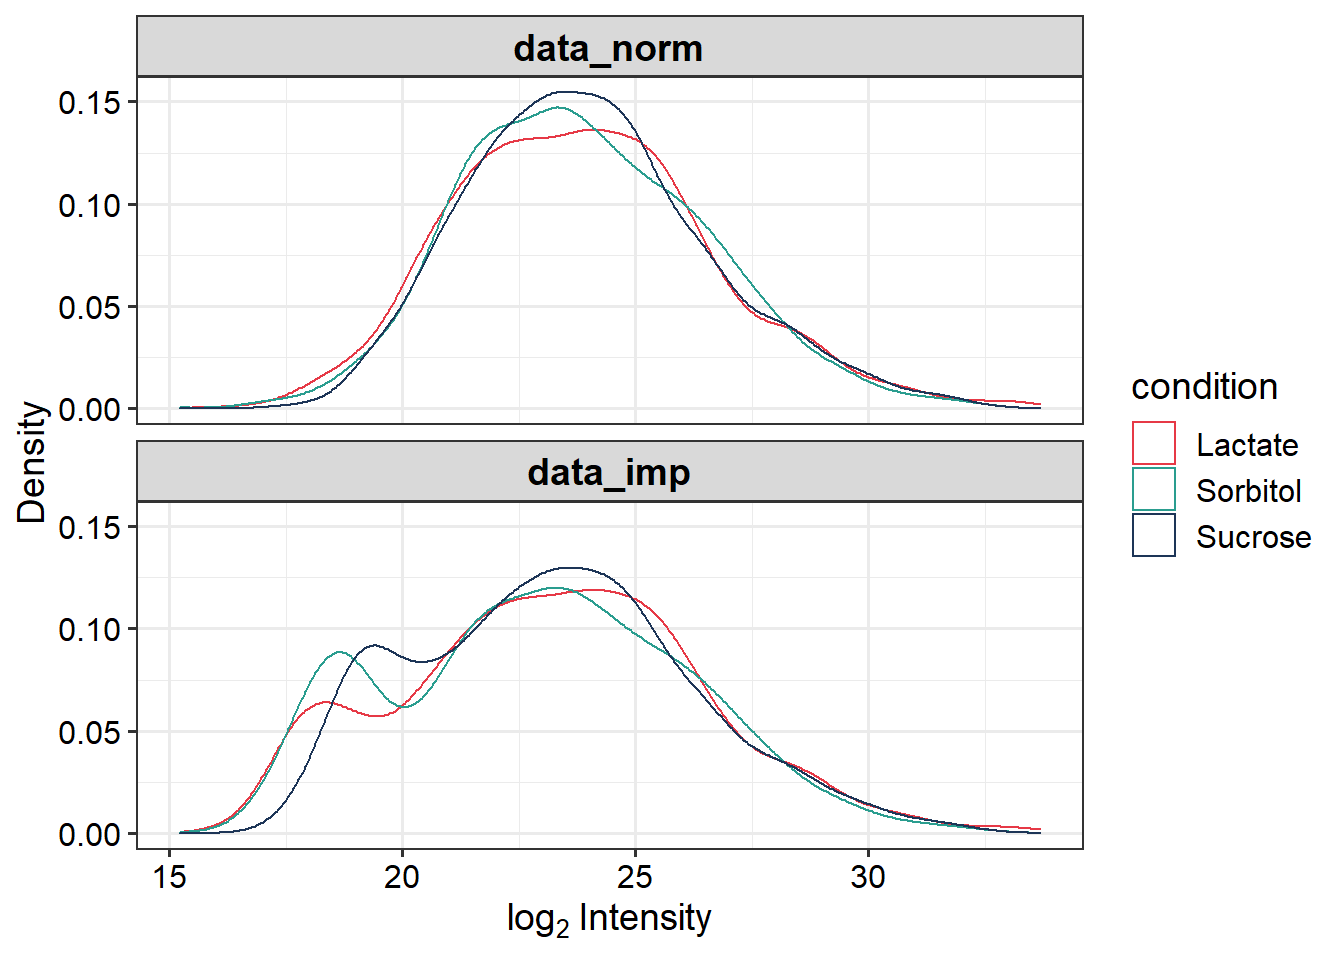 data_norm
0.15
0.10
0.05
0.00
data_imp
0.15
0.10
0.05
0.00
15 20 25 30
log2 Intensity
Density
condition
Lactate
Sorbitol
Sucrose